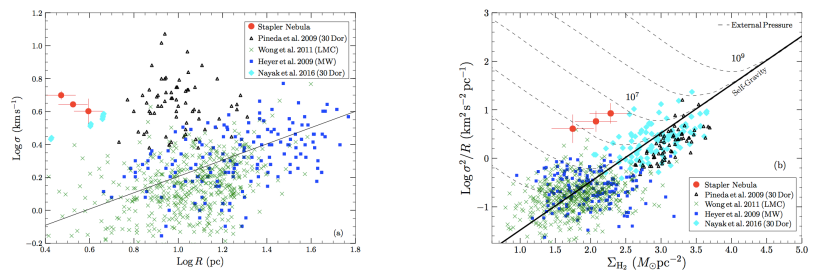 1.2
1.0
0.8
0.6
0.4
0.2
0.0
−0.2
Log σ (km s⁻¹)
Stapler Nebula
Pineda et al. 2009 (30 Dor)
Wong et al. 2011 (LMC)
Heyer et al. 2009 (MW)
Nayak et al. 2016 (30 Dor)
(a)
0.4 0.6 0.8 1.0 1.2 1.4 1.6 1.8
Log R (pc)
3
2
1
0
−1
Log σ²/R (km² s⁻² pc⁻¹)
External Pressure
10⁹
10⁷
Self-Gravity
(b)
Stapler Nebula
Pineda et al. 2009 (30 Dor)
Wong et al. 2011 (LMC)
Heyer et al. 2009 (MW)
Nayak et al. 2016 (30 Dor)
1.0 1.5 2.0 2.5 3.0 3.5 4.0 4.5 5.0
Σ_H₂ (M⊙pc⁻²)